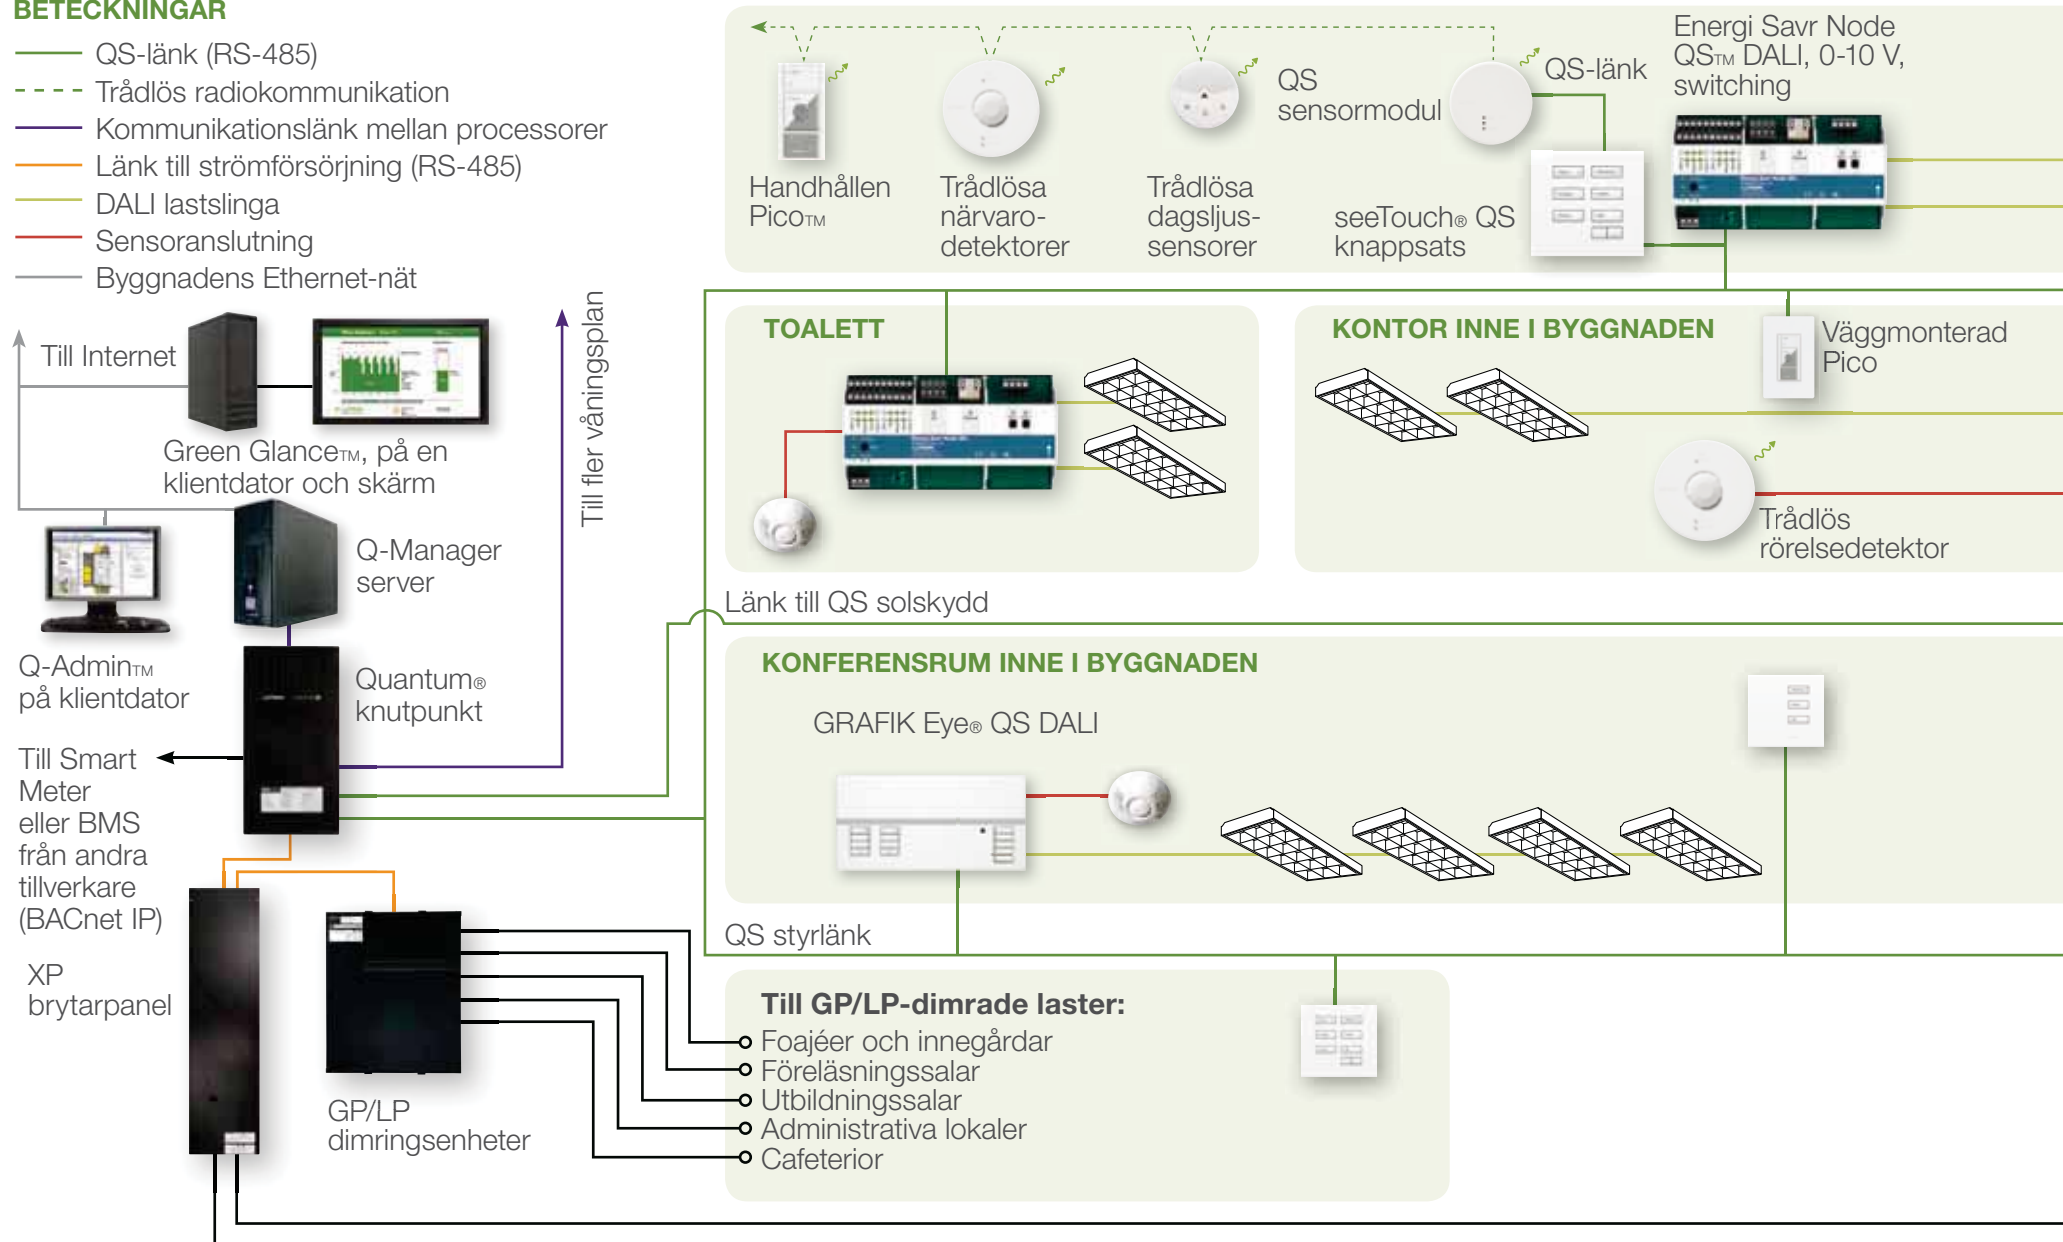 BETECKNINGAR
QS-länk (RS-485)
Trådlös radiokommunikation
Kommunikationslänk mellan processorer
Länk till strömförsörjning (RS-485)
DALI lastslinga
Sensoranslutning
Byggnadens Ethernet-nät
Till Internet
Green Glance™, på en
klientdator och skärm
Till fler våningsplan
Q-Manager
server
Q-Admin™
på klientdator
Quantum®
knutpunkt
Till Smart
Meter
eller BMS
från andra
tillverkare
(BACnet IP)
XP
brytarpanel
GP/LP
dimringsenheter
Handhållen
Pico™
Trådlösa
närvaro-
detektorer
Trådlösa
dagsljus-
sensorer
QS
sensormodul
QS-länk
seeTouch® QS
knappsats
Energi Savr Node
QS™ DALI, 0-10 V,
switching
TOALETT
KONTOR INNE I BYGGNADEN
Väggmonterad
Pico
Trådlös
rörelsedetektor
Länk till QS solskydd
KONFERENSRUM INNE I BYGGNADEN
GRAFIK Eye® QS DALI
QS styrlänk
Till GP/LP-dimrade laster:
Foajéer och innegårdar
Föreläsningssalar
Utbildningssalar
Administrativa lokaler
Cafeterior